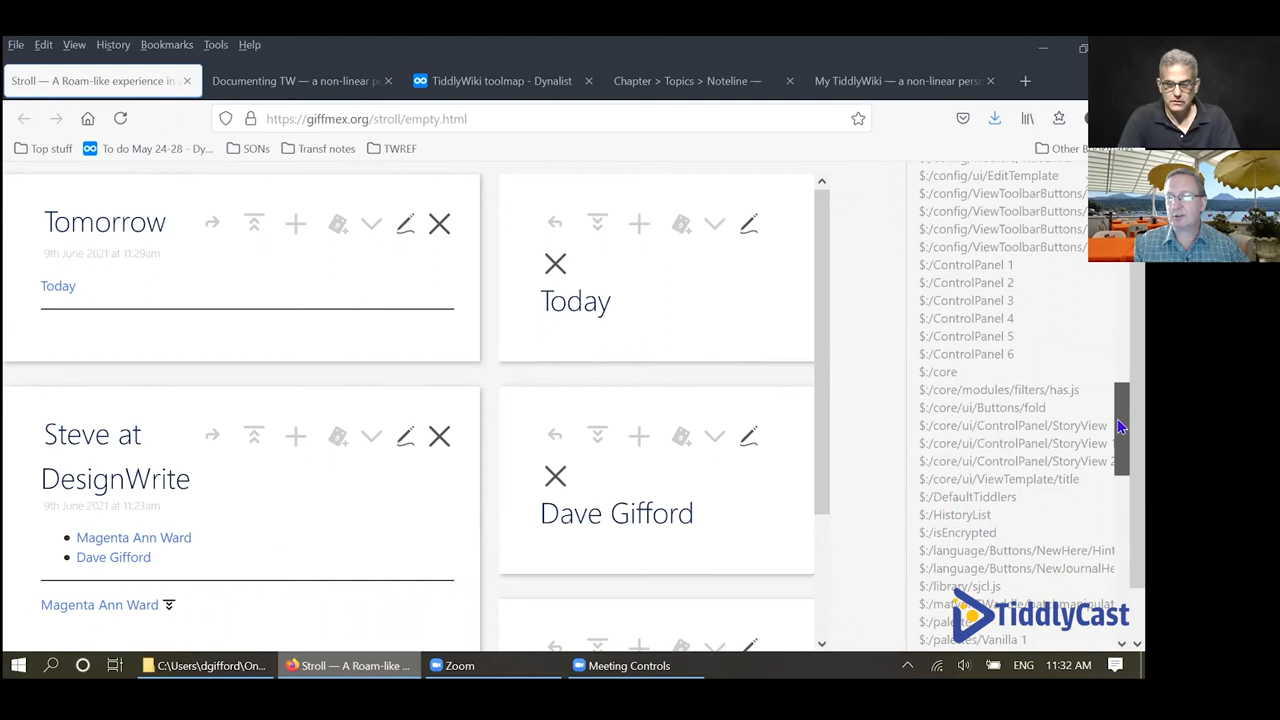 File Edit View History Bookmarks Tools Help
Stroll — A Roam-like experience in
Documenting TW — a non-linear
TiddlyWiki toolmap - Dynalist
Chapter > Topics > Noteline —
My TiddlyWiki — a non-linear
https://giffmex.org/stroll/empty.html
Top stuff
To do May 24-28 - Dy...
SONs
Transf notes
TWREF
Other
Tomorrow
9th June 2021 at 11:29am
Today
Today
Steve at
DesignWrite
9th June 2021 at 11:23am
Magenta Ann Ward
Dave Gifford
Magenta Ann Ward
Dave Gifford
$:/config/ui/EditTemplate
$:/config/ViewToolbarButtons/
$:/config/ViewToolbarButtons/
$:/config/ViewToolbarButtons/
$:/config/ViewToolbarButtons/
$:/ControlPanel 1
$:/ControlPanel 2
$:/ControlPanel 3
$:/ControlPanel 4
$:/ControlPanel 5
$:/ControlPanel 6
$:/core
$:/core/modules/filters/has.js
$:/core/ui/Buttons/fold
$:/core/ui/ControlPanel/StoryView
$:/core/ui/ControlPanel/StoryView
$:/core/ui/ControlPanel/StoryView 2
$:/core/ui/ViewTemplate/title
$:/DefaultTiddlers
$:/HistoryList
$:/isEncrypted
$:/language/Buttons/NewHere/Hint
$:/language/Buttons/NewJournalHe
$:/library/sjcl.js
$:/palettes/Vanilla 1
TiddlyCast
C:\Users\dgifford\On...
Stroll — A Roam-like ...
Zoom
Meeting Controls
ENG
11:32 AM